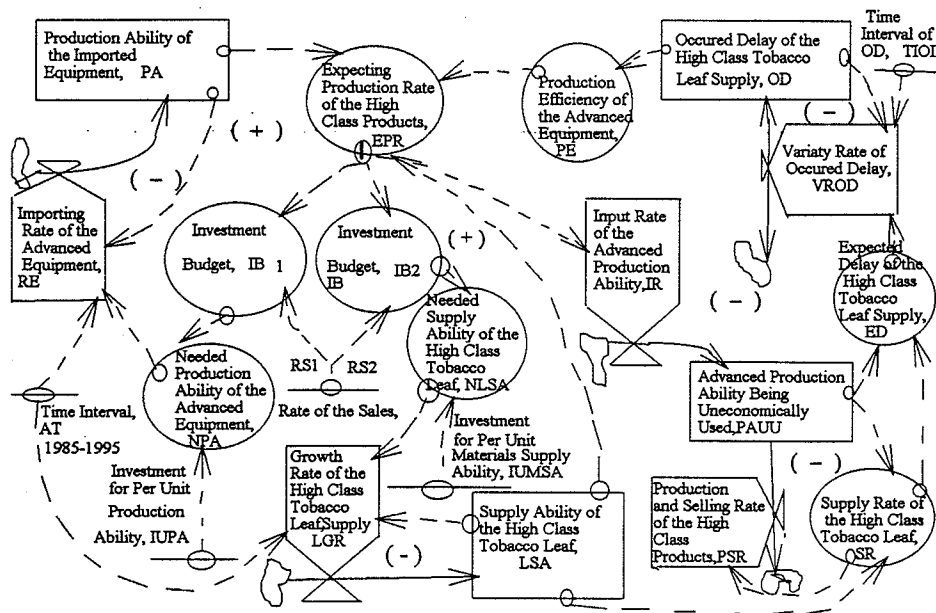 Production Ability of
the Imported
Equipment, PA
Expecting
Production Rate
of the High
Class Products,
EPR
Production
Efficiency of
the Advanced
Equipment,
PE
Occured Delay of the
High Class Tobacco
Leaf Supply, OD
Time
Interval of
OD, TIOD
(+)
(-)
(-)
Variaty Rate of
Occured Delay,
VROD
Importing
Rate of the
Advanced
Equipment,
RE
Investment
Budget, IB 1
Investment
Budget, IB2
IB
(+)
Input Rate
of the
Advanced
Production
Ability,IR
(-)
Expected
Delay of the
High Class
Tobacco
Leaf Supply,
ED
Needed
Supply
Ability of
the High Class
Tobacco
Leaf, NLSA
Needed
Production
Ability of the
Advanced
Equipment,
NPA
RS1 RS2
Rate of the Sales,
Time Interval,
AT
1985-1995
Advanced Production
Ability Being
Uneconomically
Used,PAUU
Investment
for Per Unit
Production
Ability, IUPA
Growth
Rate of the
High Class
Tobacco
Leaf,Supply
LGR
Investment
for Per Unit
Materials Supply
Ability, IUMSA
(-)
(-)
Supply Ability of
the High Class
Tobacco Leaf,
LSA
Production
and Selling Rate
of the High
Class
Products,PSR
Supply Rate of
the High Class
Tobacco Leaf,
SR